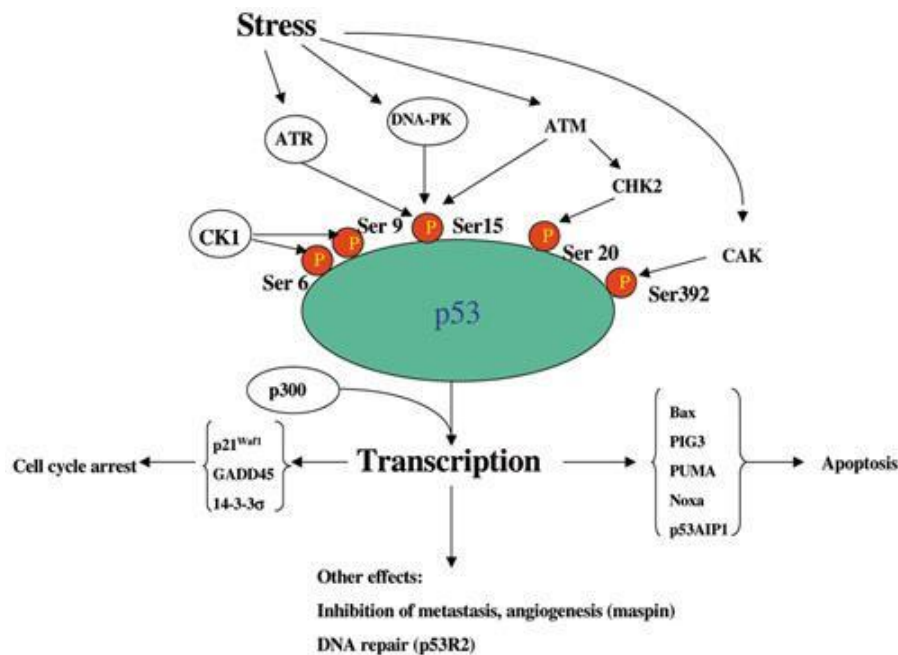 Stress
DNA-PK
ATR
ATM
CHK2
CK1
Ser 9
P
Ser15
P
P
P
Ser 20
CAK
Ser 6
P
Ser392
p53
p300
Bax
p21Waf1
PIG3
Cell cycle arrest
GADD45
Transcription
PUMA
Apoptosis
14-3-3σ
Noxa
p53AIP1
Other effects:
Inhibition of metastasis, angiogenesis (maspin)
DNA repair (p53R2)